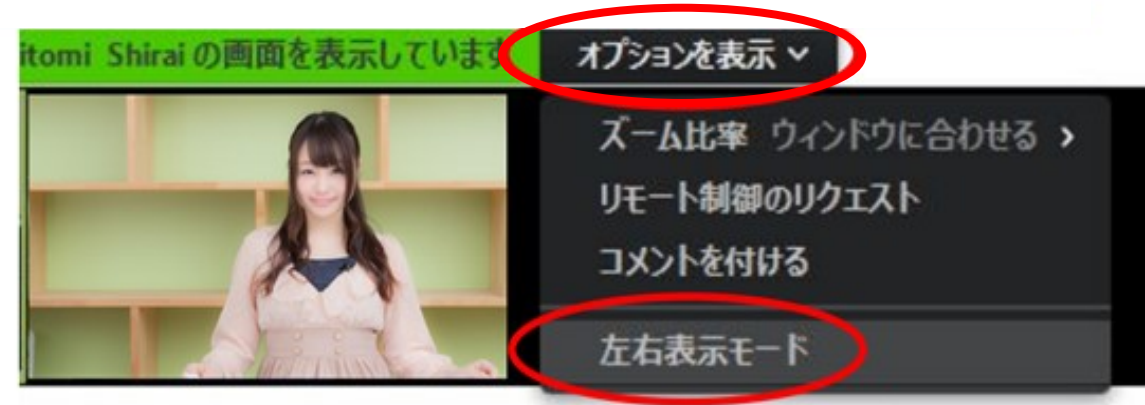 itomi Shirai の画面を表示しています
オプションを表示
ズーム比率 ウィンドウに合わせる >
リモート制御のリクエスト
コメントを付ける
左右表示モード